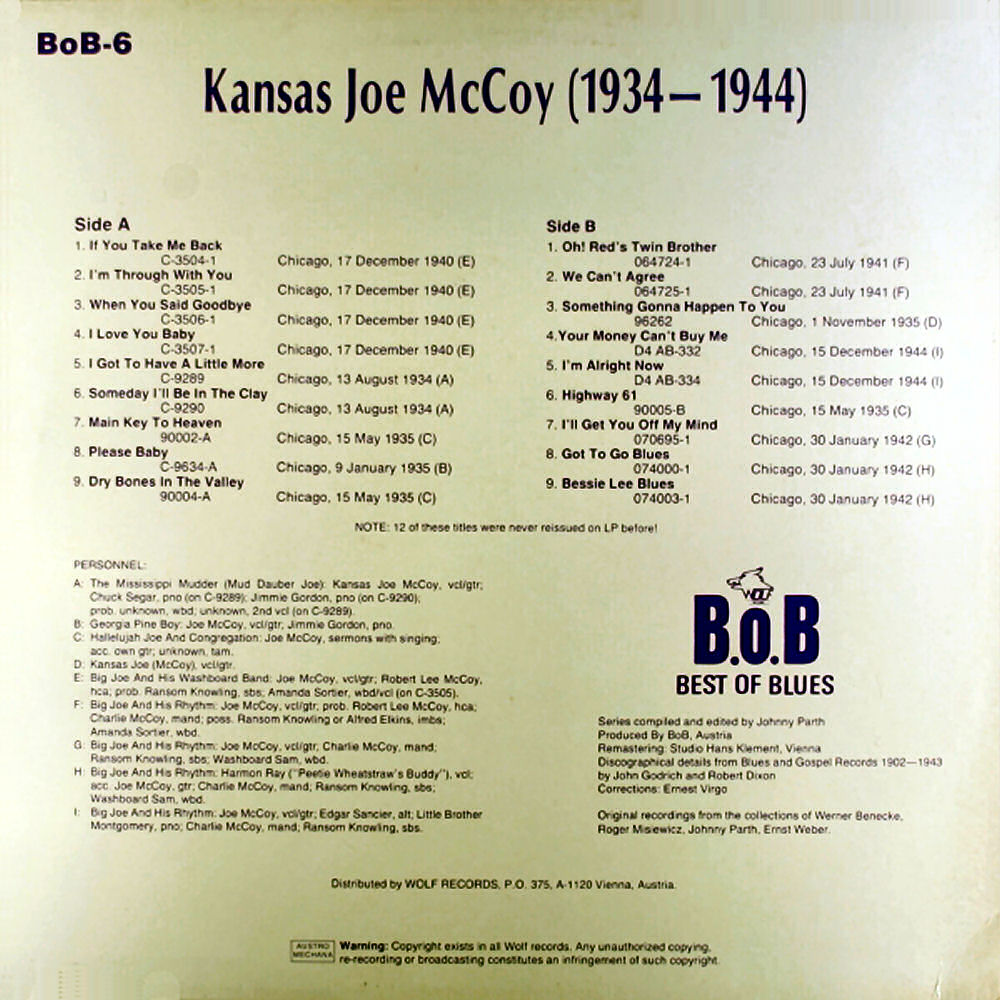 BoB-6
Kansas Joe McCoy (1934—1944)
Side A
1. If You Take Me Back
C-3504-1 Chicago, 17 December 1940 (E)
2. I'm Through With You
C-3505-1 Chicago, 17 December 1940 (E)
3. When You Said Goodbye
C-3506-1 Chicago, 17 December 1940 (E)
4. I Love You Baby
C-3507-1 Chicago, 17 December 1940 (E)
5. I Got To Have A Little More
C-9289 Chicago, 13 August 1934 (A)
6. Someday I'll Be In The Clay
C-9290 Chicago, 13 August 1934 (A)
7. Main Key To Heaven
90002-A Chicago, 15 May 1935 (C)
8. Please Baby
C-9634-A Chicago, 9 January 1935 (B)
9. Dry Bones In The Valley
90004-A Chicago, 15 May 1935 (C)
Side B
1. Oh! Red's Twin Brother
064724-1 Chicago, 23 July 1941 (F)
2. We Can't Agree
064725-1 Chicago, 23 July 1941 (F)
3. Something Gonna Happen To You
96262 Chicago, 1 November 1935 (D)
4.Your Money Can't Buy Me
D4 AB-332 Chicago, 15 December 1944 (I)
5. I'm Alright Now
D4 AB-334 Chicago, 15 December 1944 (I)
6. Highway 61
90005-B Chicago, 15 May 1935 (C)
7. I'll Get You Off My Mind
070695-1 Chicago, 30 January 1942 (G)
8. Got To Go Blues
074000-1 Chicago, 30 January 1942 (H)
9. Bessie Lee Blues
074003-1 Chicago, 30 January 1942 (H)
NOTE: 12 of these titles were never reissued on LP before!
PERSONNEL:
A: The Mississippi Mudder (Mud Dauber Joe): Kansas Joe McCoy, vcl/gtr;
Chuck Segar, pno (on C-9289); Jimmie Gordon, pno (on C-9290);
prob. unknown, wbd; unknown, 2nd vcl (on C-9289).
B: Georgia Pine Boy: Joe McCoy, vcl/gtr; Jimmie Gordon, pno.
C: Hallelujah Joe And Congregation: Joe McCoy, sermons with singing;
acc. own gtr; unknown, tam.
D: Kansas Joe (McCoy), vcl/gtr.
E: Big Joe And His Washboard Band: Joe McCoy, vcl/gtr; Robert Lee McCoy,
hca; prob. Ransom Knowling, sbs; Amanda Sortier, wbd/vcl (on C-3505).
F: Big Joe And His Rhythm: Joe McCoy, vcl/gtr; prob. Robert Lee McCoy, hca;
Charlie McCoy, mand; poss. Ransom Knowling or Alfred Elkins, imbs;
Amanda Sortier, wbd.
G: Big Joe And His Rhythm: Joe McCoy, vcl/gtr; Charlie McCoy, mand;
Ransom Knowling, sbs; Washboard Sam, wbd.
H: Big Joe And His Rhythm: Harmon Ray ("Peetie Wheatstraw's Buddy"), vcl;
acc. Joe McCoy, gtr; Charlie McCoy, mand; Ransom Knowling, sbs;
Washboard Sam, wbd.
I: Big Joe And His Rhythm: Joe McCoy, vcl/gtr; Edgar Sancier, alt; Little Brother
Montgomery, pno; Charlie McCoy, mand; Ransom Knowling, sbs.
WOLF
B.o.B
BEST OF BLUES
Series compiled and edited by Johnny Parth
Produced By BoB, Austria
Remastering: Studio Hans Klement, Vienna
Discographical details from Blues and Gospel Records 1902—1943
by John Godrich and Robert Dixon
Corrections: Ernest Virgo
Original recordings from the collections of Werner Benecke,
Roger Misiewicz, Johnny Parth, Ernst Weber.
Distributed by WOLF RECORDS, P.O. 375, A-1120 Vienna, Austria.
AUSTRO
MECHANA
Warning: Copyright exists in all Wolf records. Any unauthorized copying,
re-recording or broadcasting constitutes an infringement of such copyright.